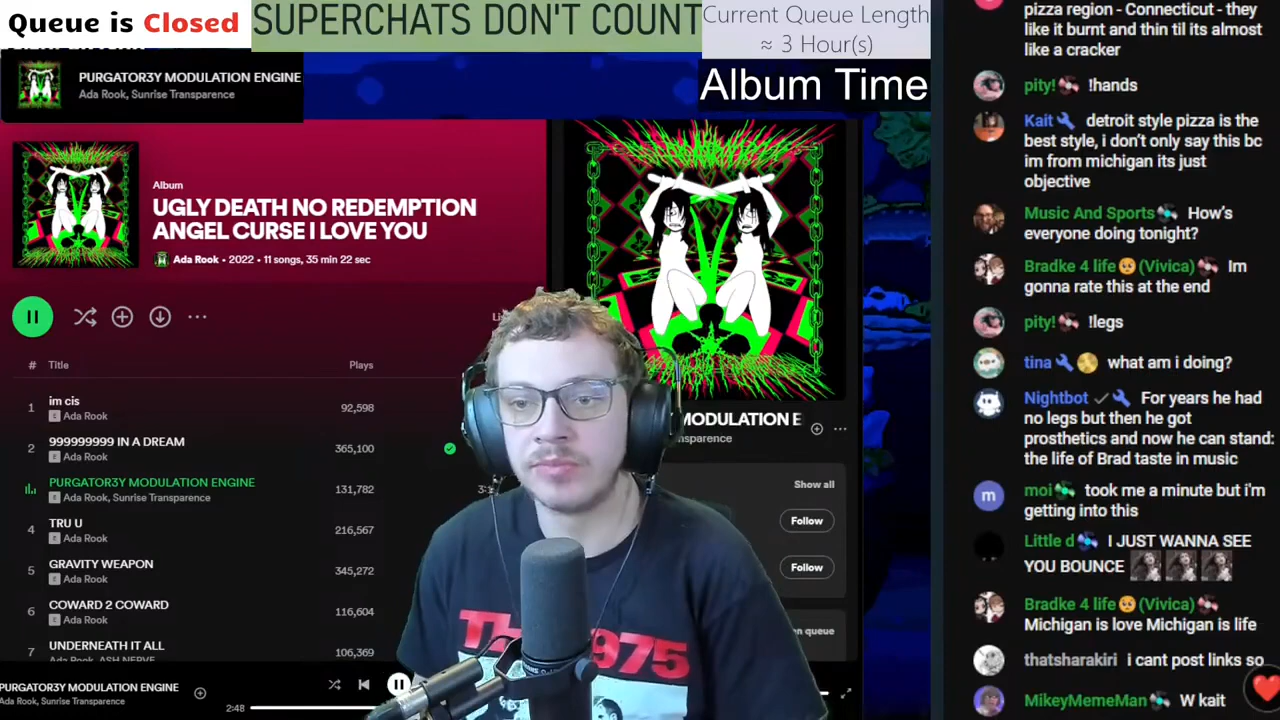 Queue is Closed
SUPERCHATS DON'T COUNT
Current Queue Length
≈ 3 Hour(s)
Album Time
PURGATOR3Y MODULATION ENGINE
Ada Rook, Sunrise Transparence
Album
UGLY DEATH NO REDEMPTION
ANGEL CURSE I LOVE YOU
Ada Rook • 2022 • 11 songs, 35 min 22 sec
# Title Plays
1 im cis 92,598
E Ada Rook
2 999999999 IN A DREAM 365,100
E Ada Rook
PURGATOR3Y MODULATION ENGINE 131,782
E Ada Rook, Sunrise Transparence
4 TRU U 216,567
E Ada Rook
5 GRAVITY WEAPON 345,272
E Ada Rook
6 COWARD 2 COWARD 116,604
E Ada Rook
7 UNDERNEATH IT ALL 106,369
E Ada Rook, ASH NERVE
MODULATION E
Show all
Follow
Follow
queue
PURGATOR3Y MODULATION ENGINE
Sunrise Transparence
2:48
975
pizza region - Connecticut - they
like it burnt and thin til its almost
like a cracker
pity! !hands
Kait detroit style pizza is the
best style, i don't only say this bc
im from michigan its just
objective
Music And Sports How's
everyone doing tonight?
Bradke 4 life (Vivica) Im
gonna rate this at the end
pity! !legs
tina what am i doing?
Nightbot For years he had
no legs but then he got
prosthetics and now he can stand:
the life of Brad taste in music
m moi took me a minute but i'm
getting into this
Little d I JUST WANNA SEE
YOU BOUNCE
Bradke 4 life (Vivica)
Michigan is love Michigan is life
thatsharakiri i cant post links so
MikeyMemeMan W kait